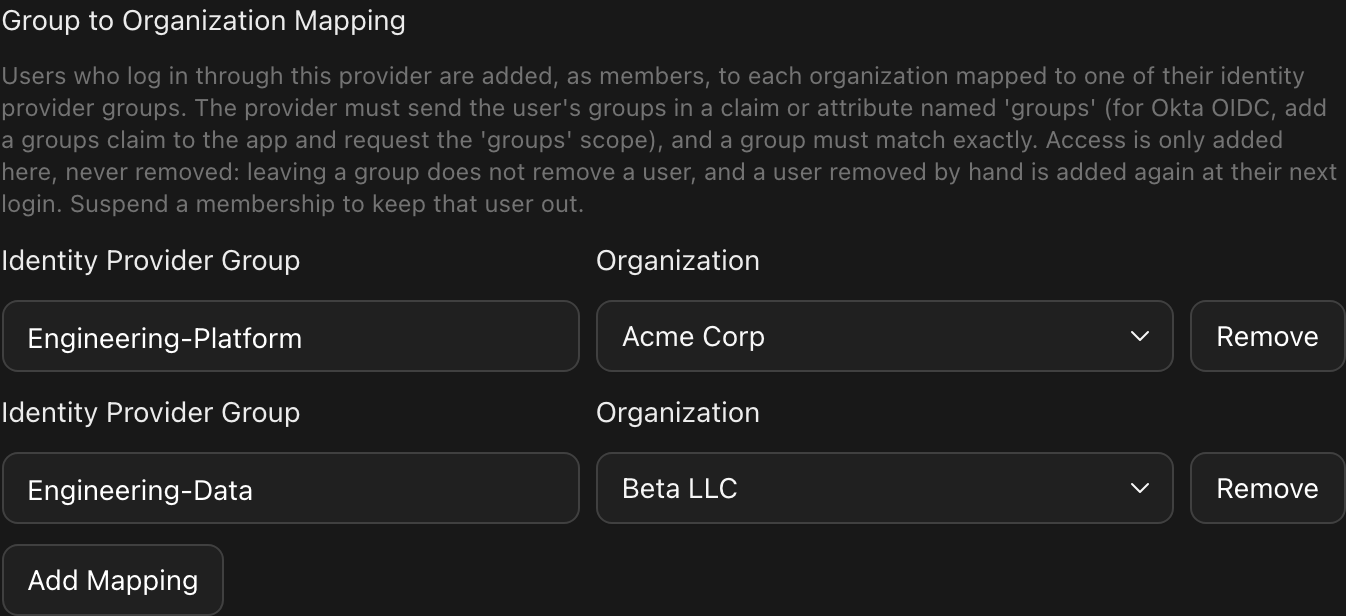 Group to Organization Mapping
Users who log in through this provider are added, as members, to each organization mapped to one of their identity
provider groups. The provider must send the user's groups in a claim or attribute named 'groups' (for Okta OIDC, add
a groups claim to the app and request the 'groups' scope), and a group must match exactly. Access is only added
here, never removed: leaving a group does not remove a user, and a user removed by hand is added again at their next
login. Suspend a membership to keep that user out.
Identity Provider Group Organization
Engineering-Platform Acme Corp Remove
Identity Provider Group Organization
Engineering-Data Beta LLC Remove
Add Mapping